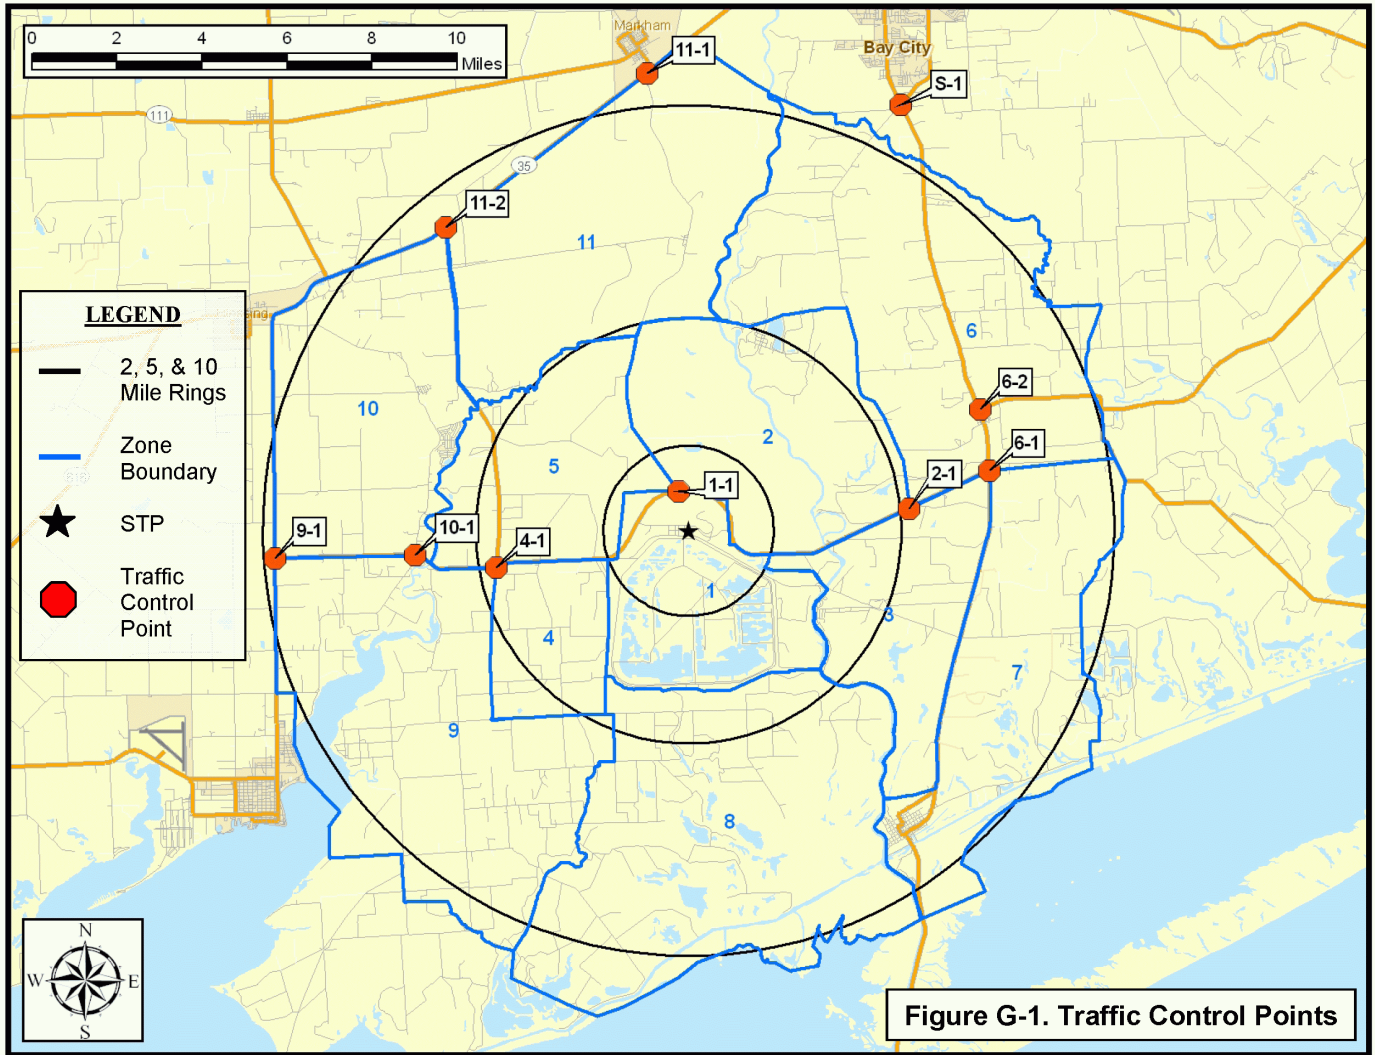 0 2 4 6 8 10
Miles
Markham
11-1
Bay City
S-1
111
35
11-2
11
LEGEND
2, 5, & 10
Mile Rings
Zone
Boundary
STP
Traffic
Control
Point
10
6
6-2
6-1
2
5
2-1
1-1
9-1
10-1
4-1
1
3
4
7
9
8
N
W E
S
Figure G-1. Traffic Control Points